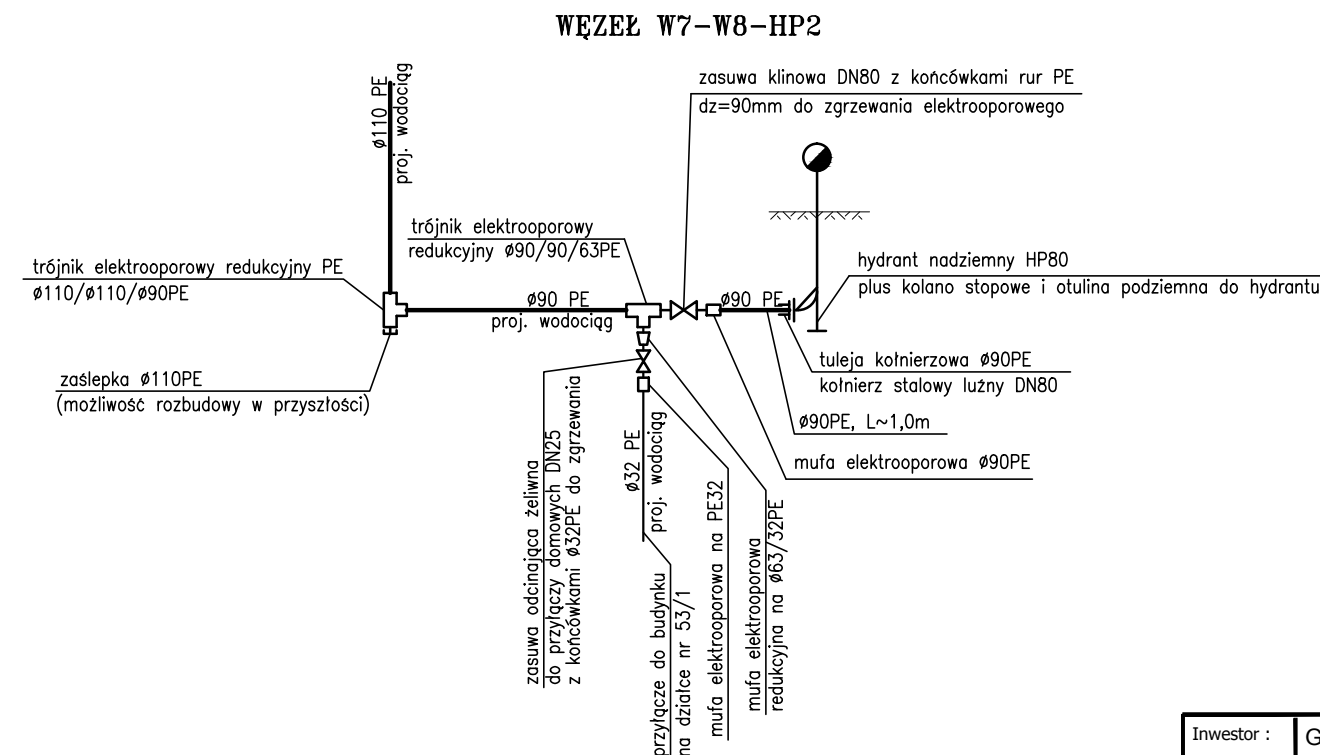 WĘZEŁ W7-W8-HP2
ø110 PE
proj. wodociąg
zasuwa klinowa DN80 z końcówkami rur PE
dz=90mm do zgrzewania elektrooporowego
trójnik elektrooporowy
redukcyjny ø90/90/63PE
trójnik elektrooporowy redukcyjny PE
ø110/ø110/ø90PE
hydrant nadziemny HP80
plus kolano stopowe i otulina podziemna do hydrantu
ø90 PE
proj. wodociąg
ø90 PE
zaślepka ø110PE
(możliwość rozbudowy w przyszłości)
tuleja kołnierzowa ø90PE
kołnierz stalowy luźny DN80
ø90PE, L~1,0m
mufa elektrooporowa ø90PE
zasuwa odcinająca żeliwna
do przyłączy domowych DN25
z końcówkami ø32PE do zgrzewania
ø32 PE
proj. wodociąg
przyłącze do budynku
na działce nr 53/1
mufa elektrooporowa na PE32
mufa elektrooporowa
redukcyjna na ø63/32PE
Inwestor :
G